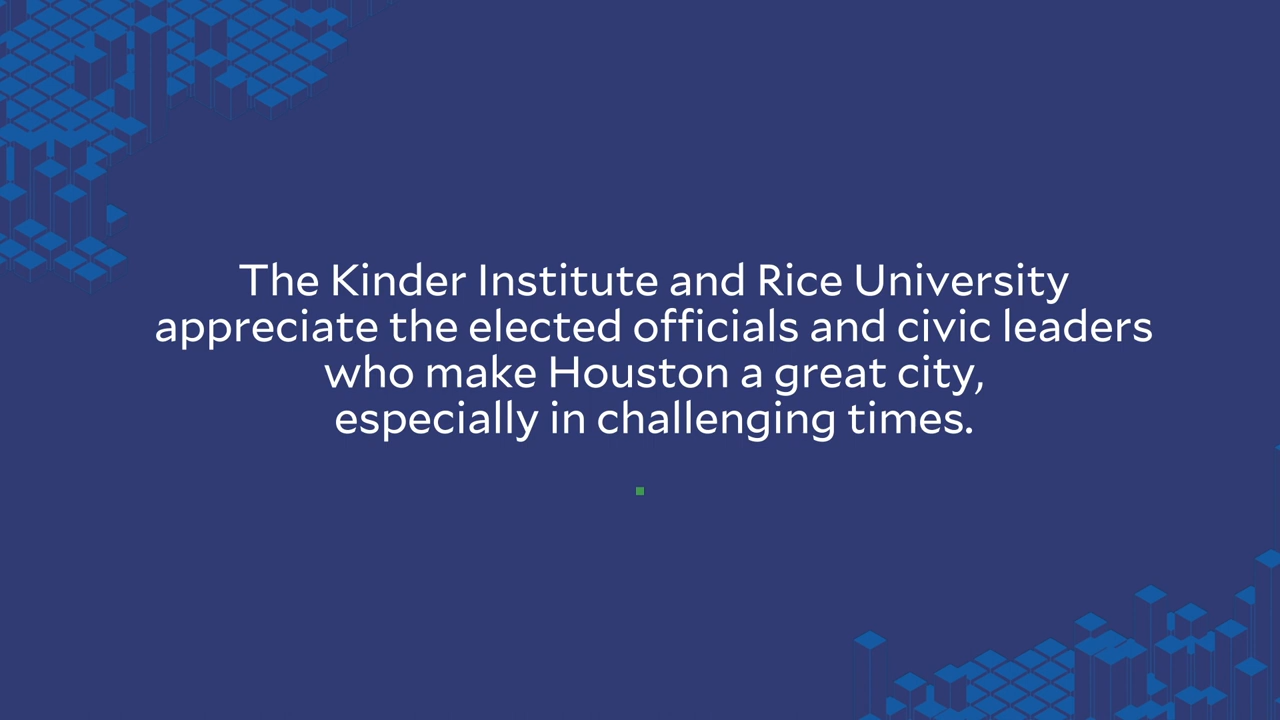 The Kinder Institute and Rice University
appreciate the elected officials and civic leaders
who make Houston a great city,
especially in challenging times.